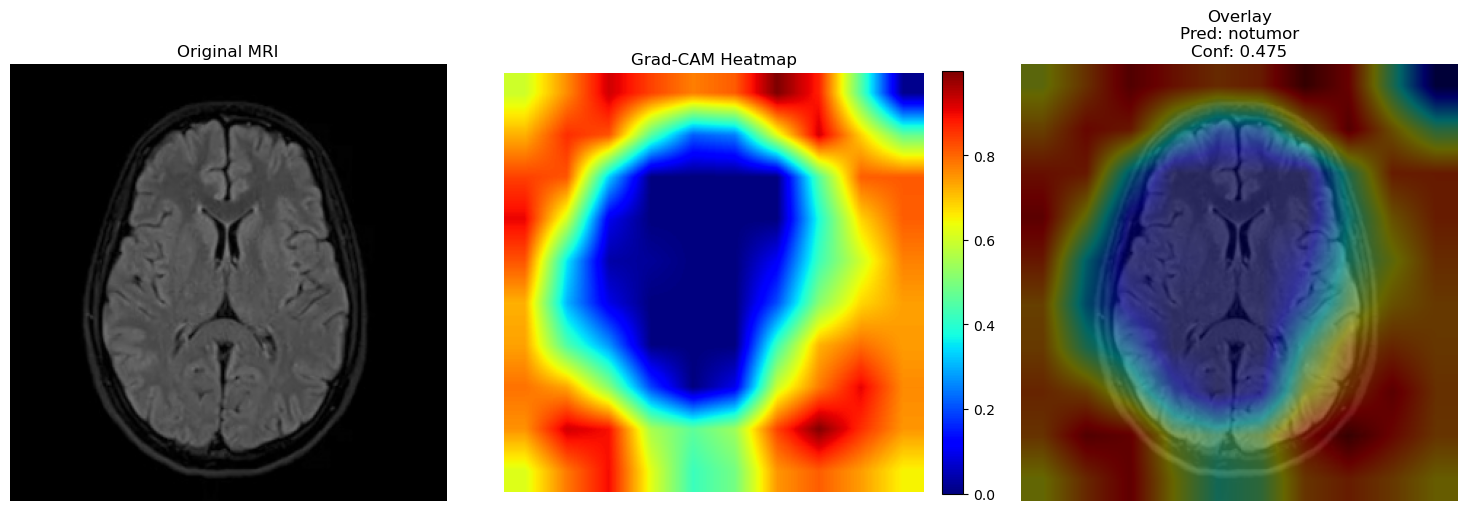 Original MRI
Grad-CAM Heatmap
0.8
0.6
0.4
0.2
0.0
Overlay
Pred: notumor
Conf: 0.475